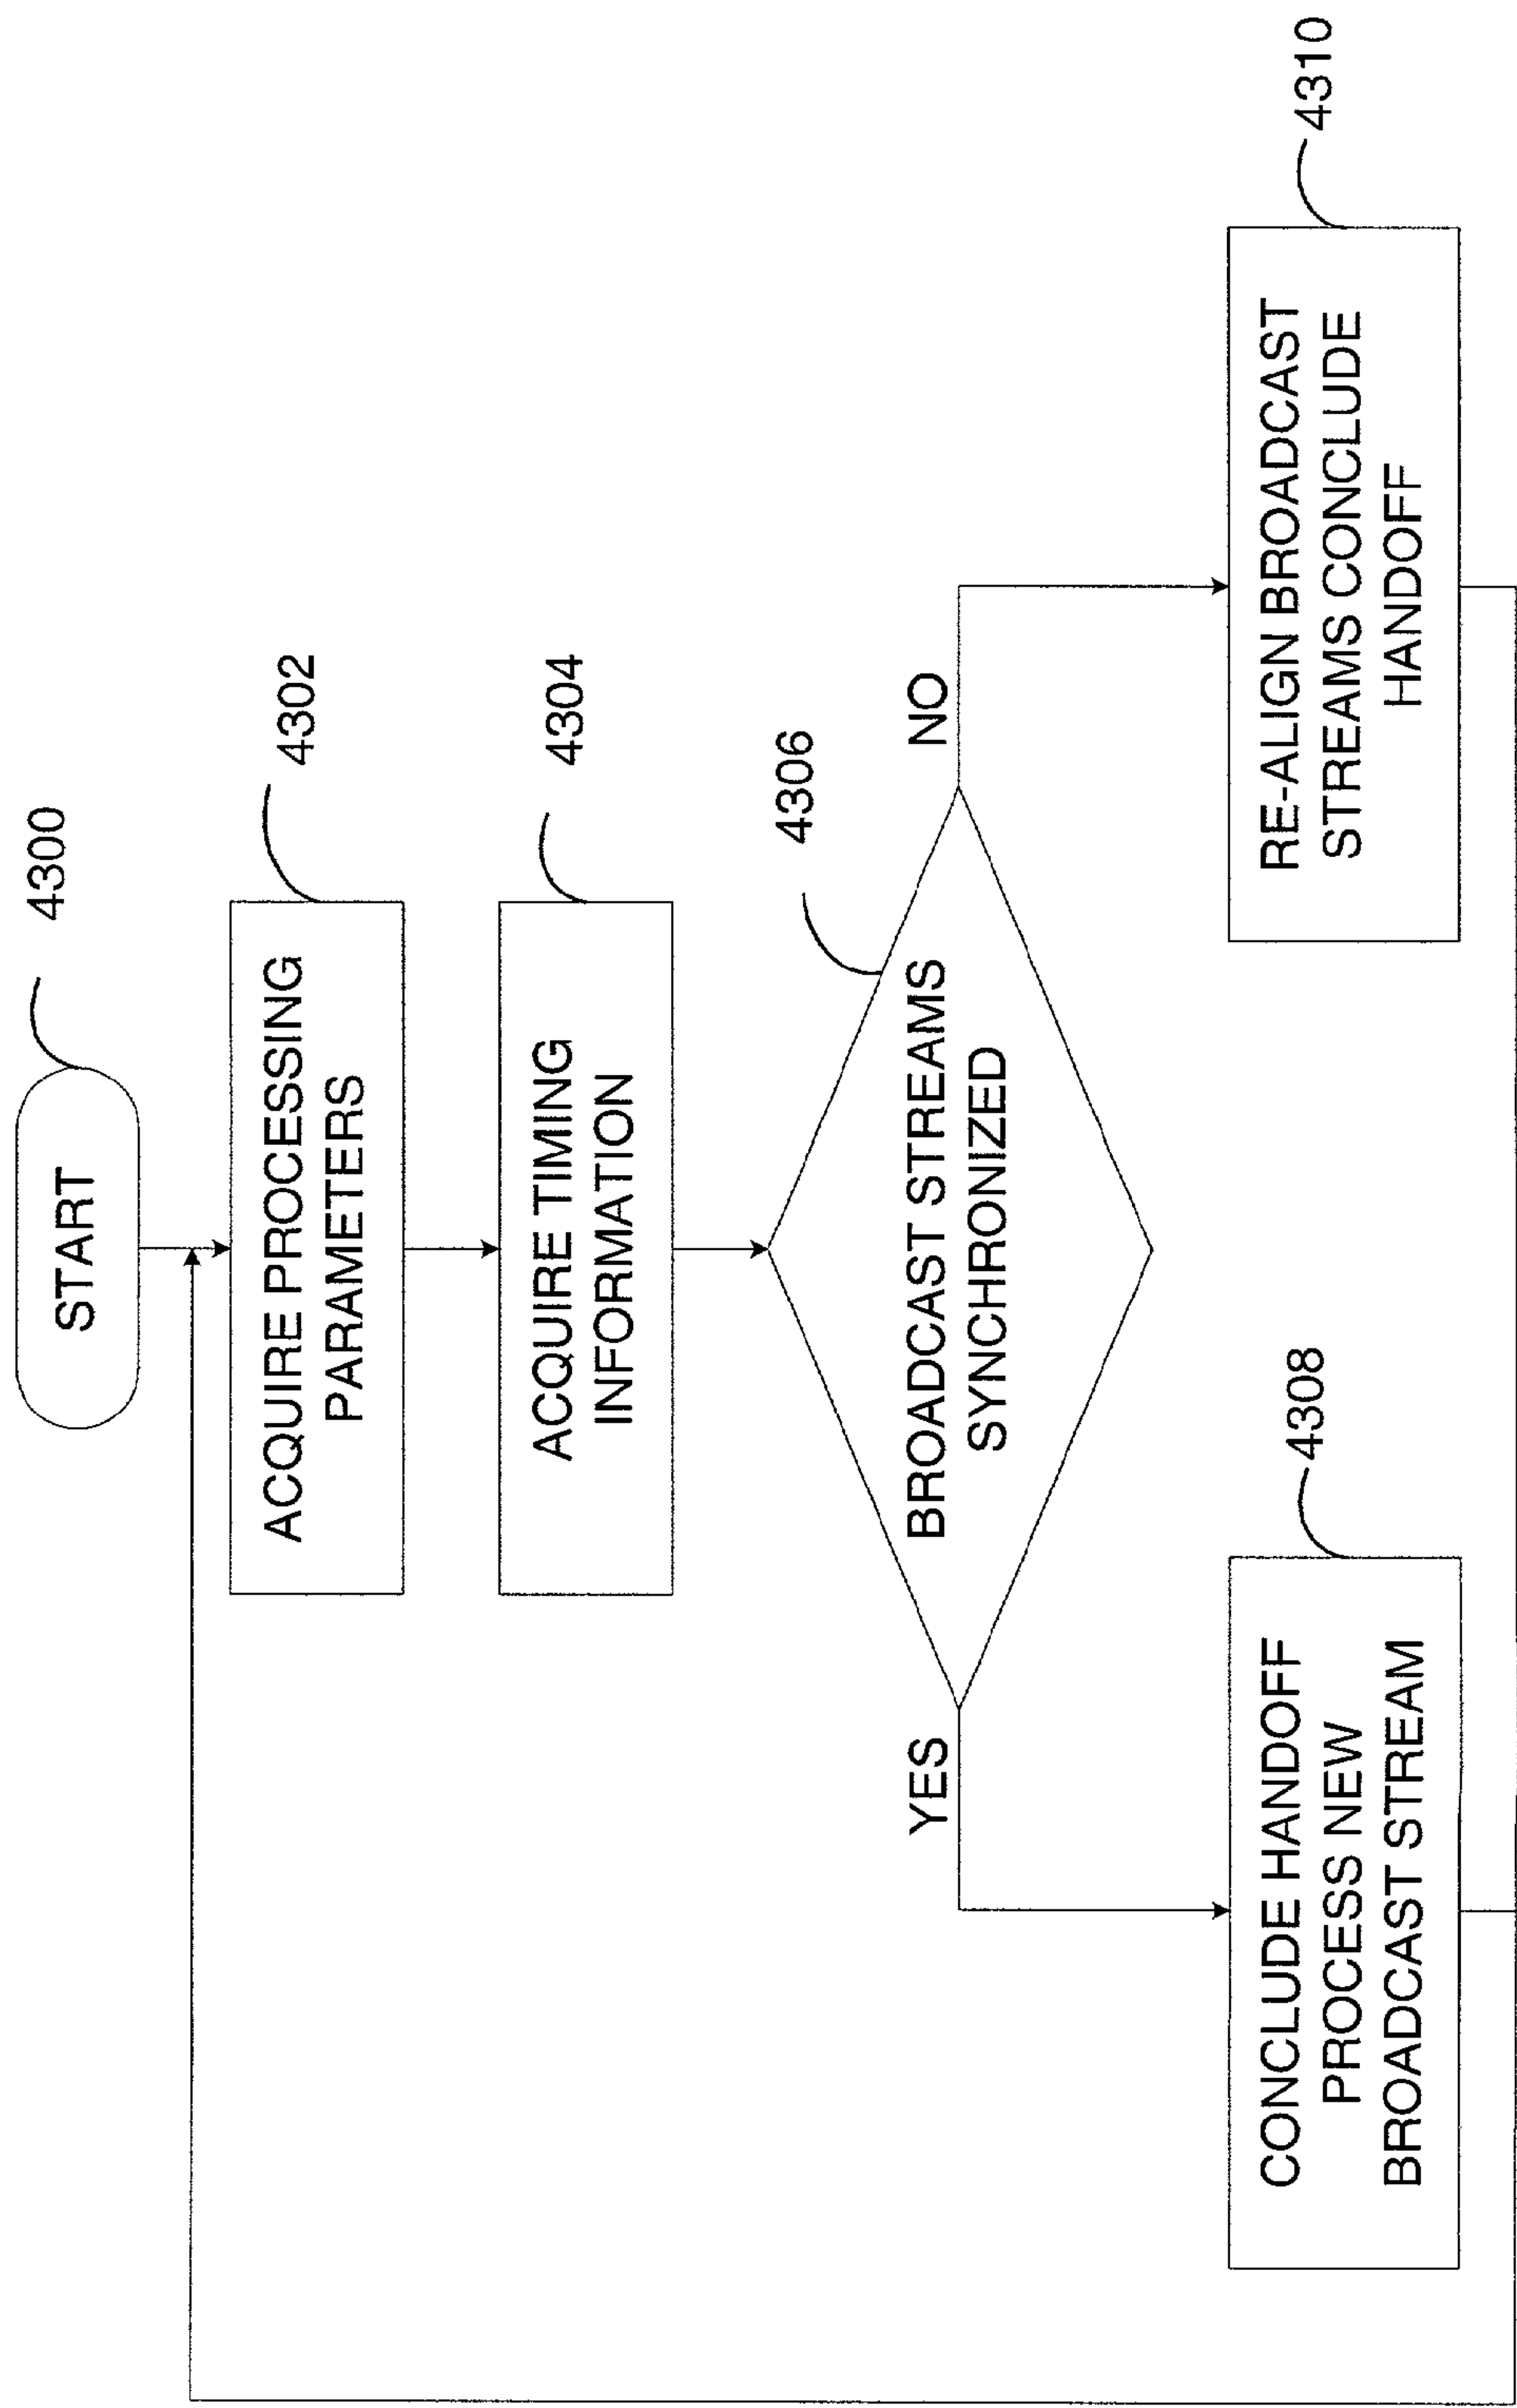 START
4300
ACQUIRE PROCESSING
PARAMETERS
4302
ACQUIRE TIMING
INFORMATION
4304
BROADCAST STREAMS
SYNCHRONIZED
4306
YES
NO
CONCLUDE HANDOFF
PROCESS NEW
BROADCAST STREAM
4308
RE-ALIGN BROADCAST
STREAMS CONCLUDE
HANDOFF
4310